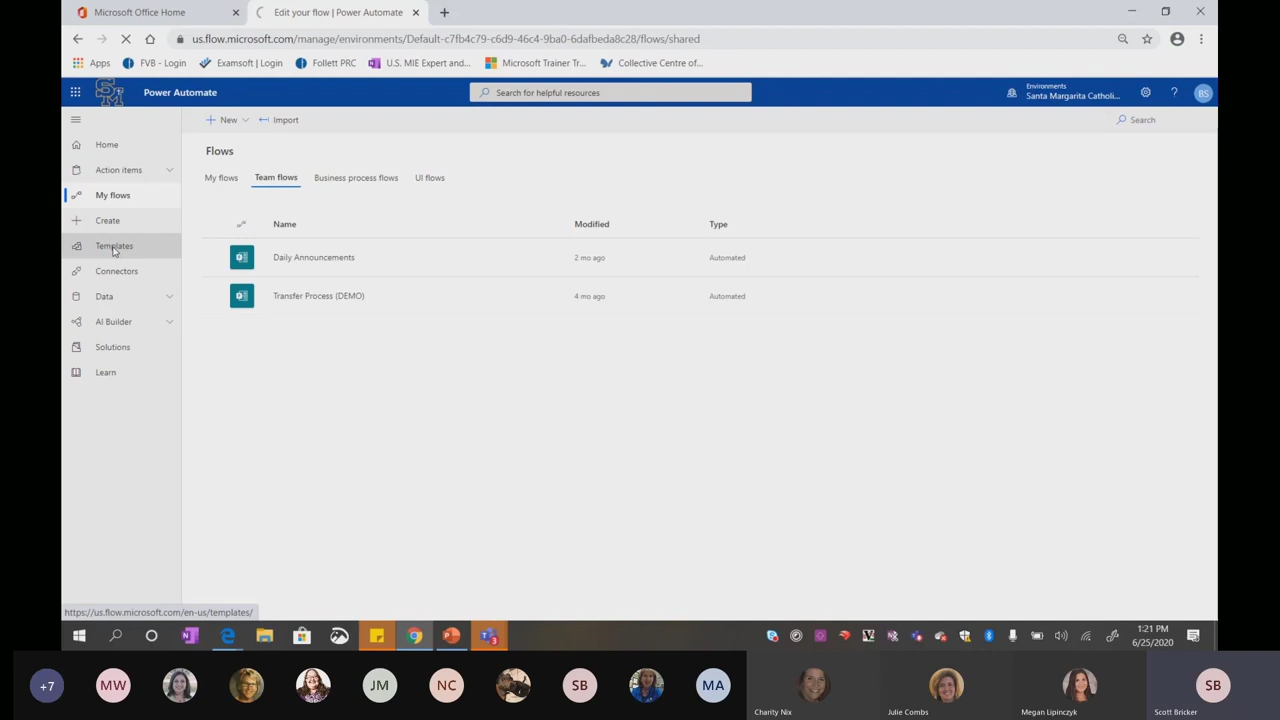 Microsoft Office Home
Edit your flow | Power Automate
us.flow.microsoft.com/manage/environments/Default-c7fb4c79-c6d9-46c4-9ba0-6dafbeda8c28/flows/shared
Apps
FVB - Login
Examsoft | Login
Follett PRC
U.S. MIE Expert and...
Microsoft Trainer Tr...
Collective Centre of...
SM
Power Automate
Search for helpful resources
Environments
Santa Margarita Catholi...
?
BS
New
Import
Search
Home
Action items
My flows
Create
Templates
Connectors
Data
AI Builder
Solutions
Learn
Flows
My flows
Team flows
Business process flows
UI flows
Name
Modified
Type
Daily Announcements
2 mo ago
Automated
Transfer Process (DEMO)
4 mo ago
Automated
https://us.flow.microsoft.com/en-us/templates/
1:21 PM
6/25/2020
+7
MW
JM
NC
SB
MA
Charity Nix
Julie Combs
Megan Lipinczyk
SB
Scott Bricker